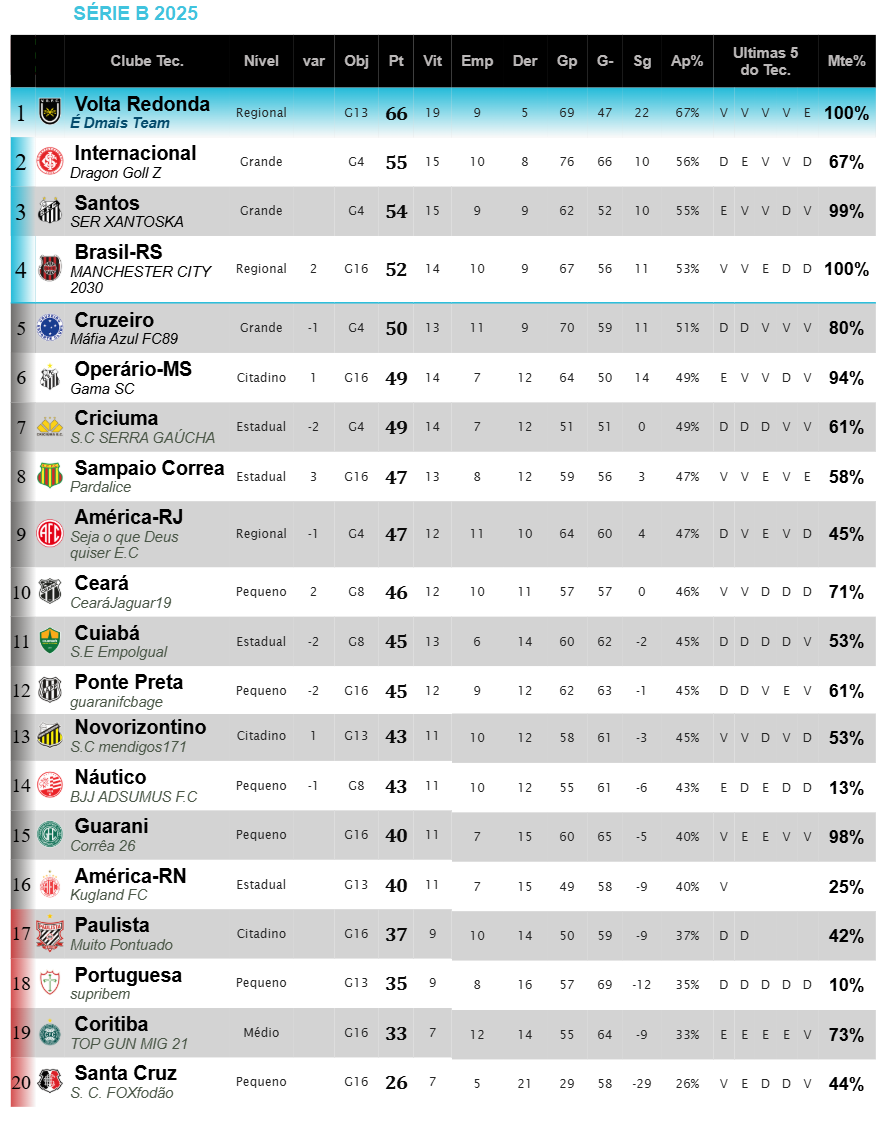 SÉRIE B 2025
Clube Tec. Nível var Obj Pt Vit Emp Der Gp G- Sg Ap% Ultimas 5 do Tec. Mte%
1 Volta Redonda Regional G13 66 19 9 5 69 47 22 67% V V V V E 100%
É Dmais Team
2 Internacional Grande G4 55 15 10 8 76 66 10 56% D E V V D 67%
Dragon Goll Z
3 Santos Grande G4 54 15 9 9 62 52 10 55% E V V D V 99%
SER XANTOSKA
4 Brasil-RS Regional 2 G16 52 14 10 9 67 56 11 53% V V E D D 100%
MANCHESTER CITY
2030
5 Cruzeiro Grande -1 G4 50 13 11 9 70 59 11 51% D D V V V 80%
Máfia Azul FC89
6 Operário-MS Citadino 1 G16 49 14 7 12 64 50 14 49% E V V D V 94%
Gama SC
7 Criciuma Estadual -2 G4 49 14 7 12 51 51 0 49% D D D V V 61%
S.C SERRA GAÚCHA
8 Sampaio Correa Estadual 3 G16 47 13 8 12 59 56 3 47% V V E V E 58%
Pardalice
9 América-RJ Regional -1 G4 47 12 11 10 64 60 4 47% D V E V D 45%
Seja o que Deus
quiser E.C
10 Ceará Pequeno 2 G8 46 12 10 11 57 57 0 46% V V D D D 71%
CearáJaguar19
11 Cuiabá Estadual -2 G8 45 13 6 14 60 62 -2 45% D D D D V 53%
S.E Empolgual
12 Ponte Preta Pequeno -2 G16 45 12 9 12 62 63 -1 45% D D V E V 61%
guaranifcbage
13 Novorizontino Citadino 1 G13 43 11 10 12 58 61 -3 45% V V D V D 53%
S.C mendigos171
14 Náutico Pequeno -1 G8 43 11 10 12 55 61 -6 43% E D E D D 13%
BJJ ADSUMUS F.C
15 Guarani Pequeno G16 40 11 7 15 60 65 -5 40% V E E V V 98%
Corrêa 26
16 América-RN Estadual G13 40 11 7 15 49 58 -9 40% V 25%
Kugland FC
17 Paulista Citadino G16 37 9 10 14 50 59 -9 37% D D 42%
Muito Pontuado
18 Portuguesa Pequeno G13 35 9 8 16 57 69 -12 35% D D D D D 10%
supribem
19 Coritiba Médio G16 33 7 12 14 55 64 -9 33% E E E E V 73%
TOP GUN MIG 21
20 Santa Cruz Pequeno G16 26 7 5 21 29 58 -29 26% V E D D V 44%
S. C. FOXfodão